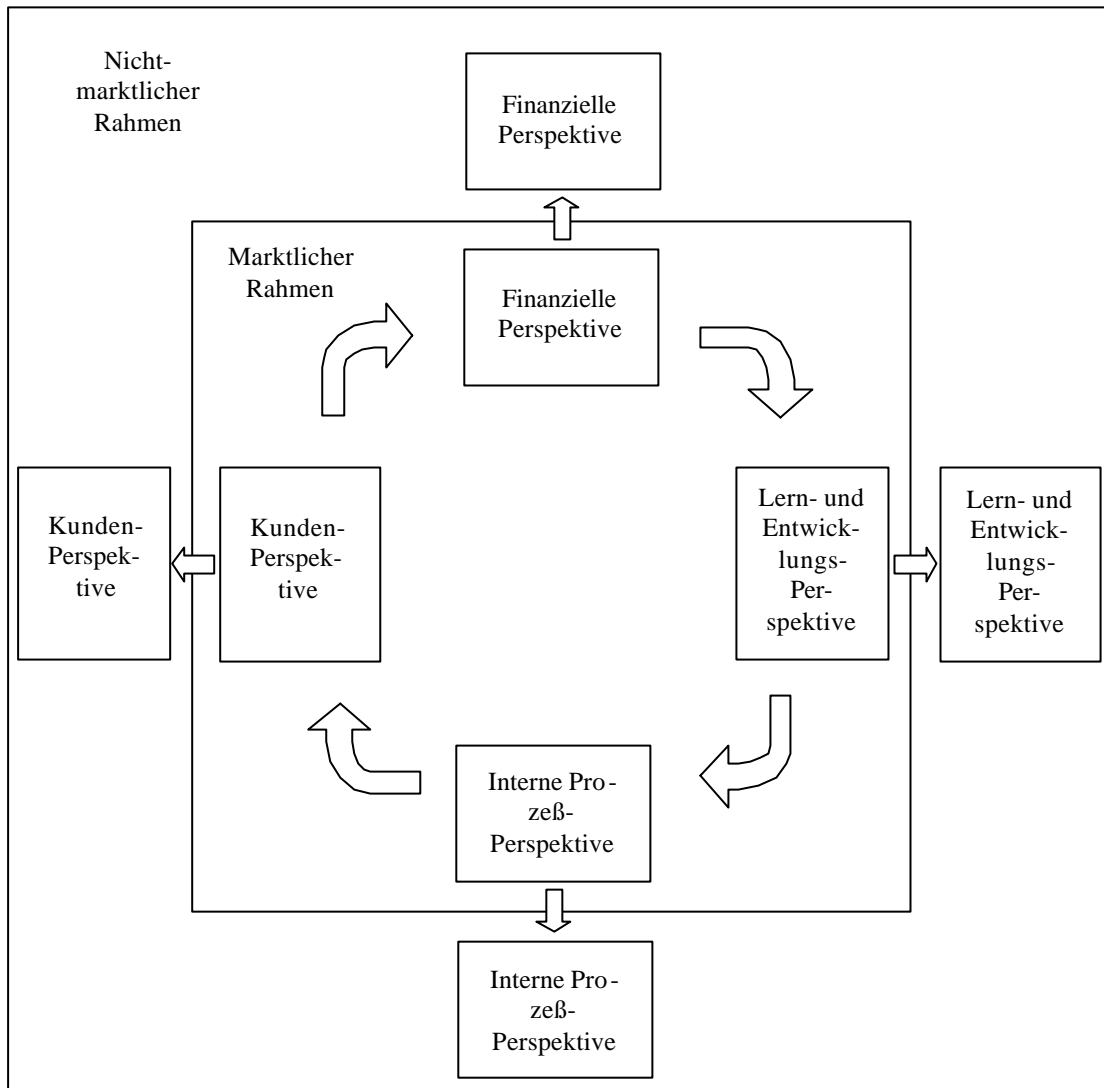 Nicht-
marktlicher
Rahmen
Finanzielle
Perspektive
Marktlicher
Rahmen
Finanzielle
Perspektive
Kunden-
Perspek-
tive
Kunden-
Perspek-
tive
Lern- und
Entwick-
lungs-
Per-
spektive
Lern- und
Entwick-
lungs-
Per-
spektive
Interne Pro-
zeß-
Perspektive
Interne Pro-
zeß-
Perspektive